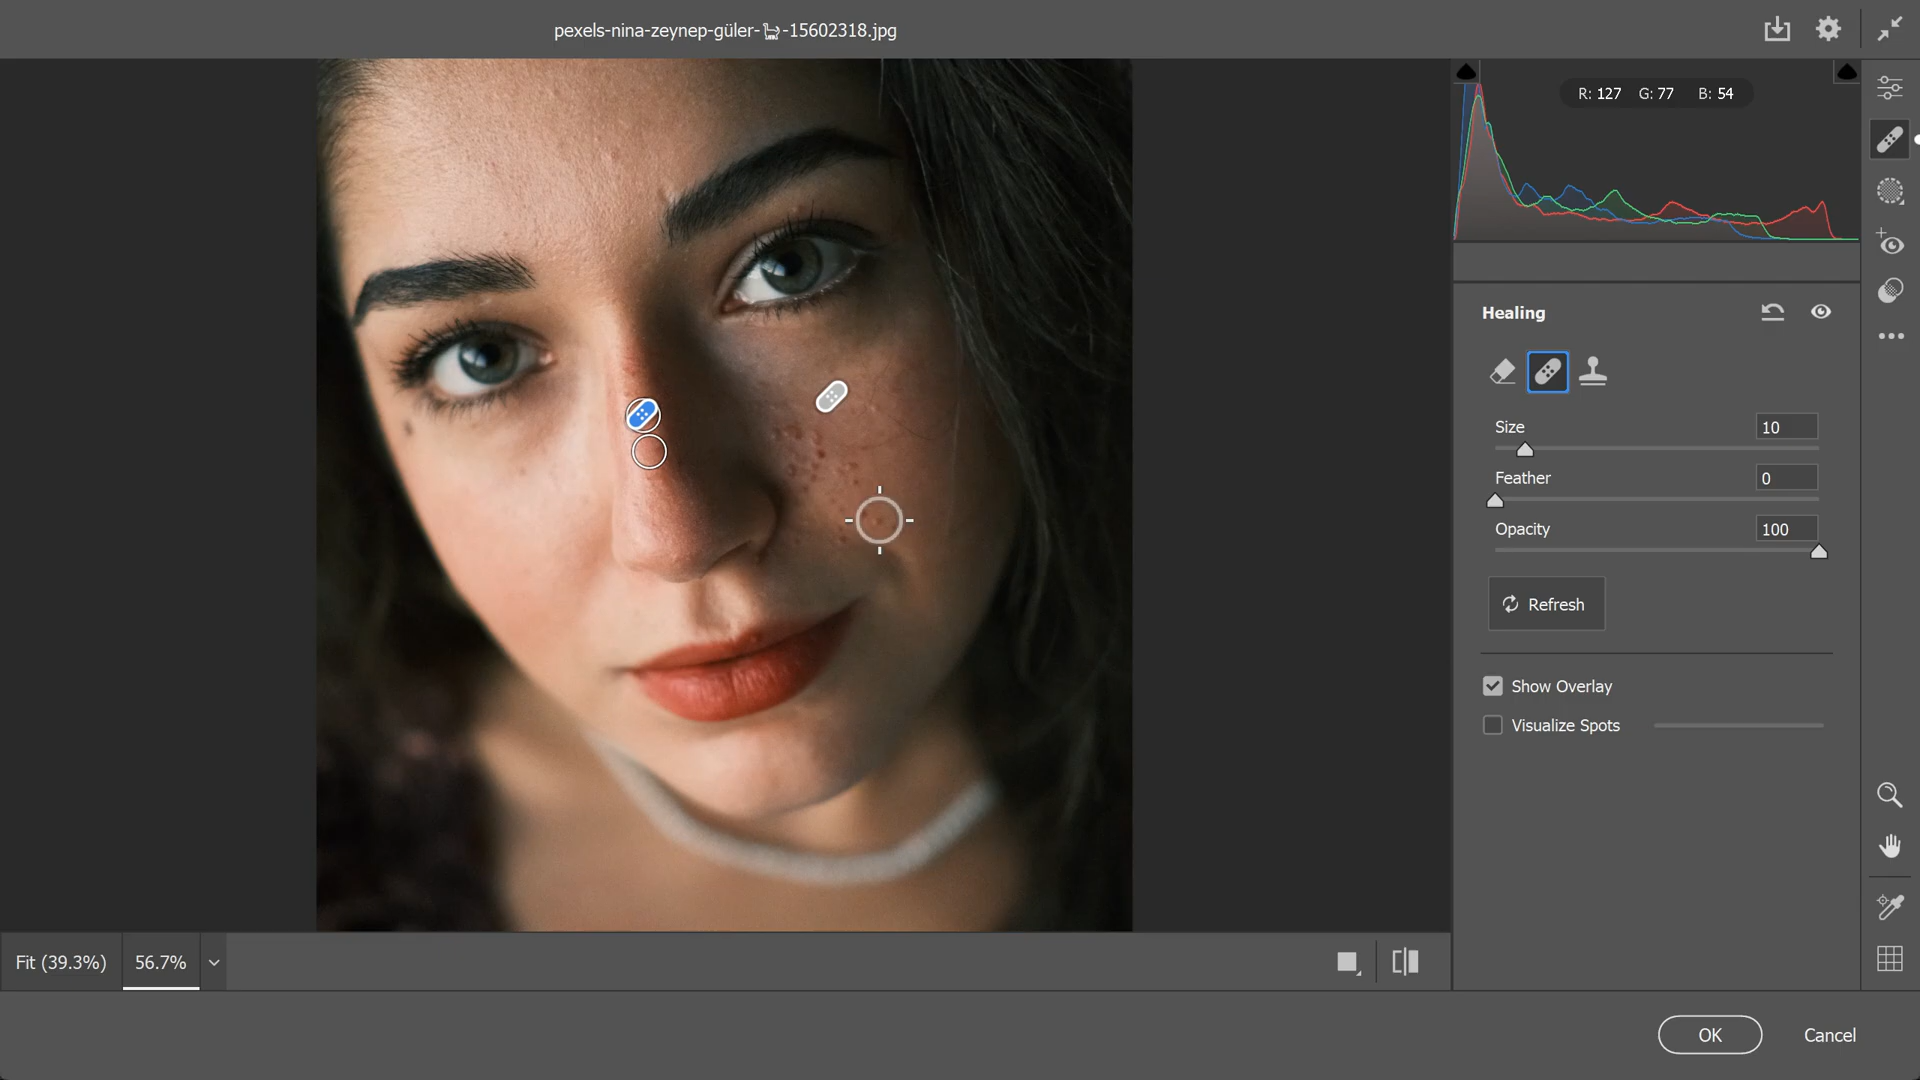 pexels-nina-zeynep-güler-🐈-15602318.jpg
R: 127 G: 77 B: 54
Healing
Size 10
Feather 0
Opacity 100
Refresh
Show Overlay
Visualize Spots
Fit (39.3%) 56.7%
OK Cancel